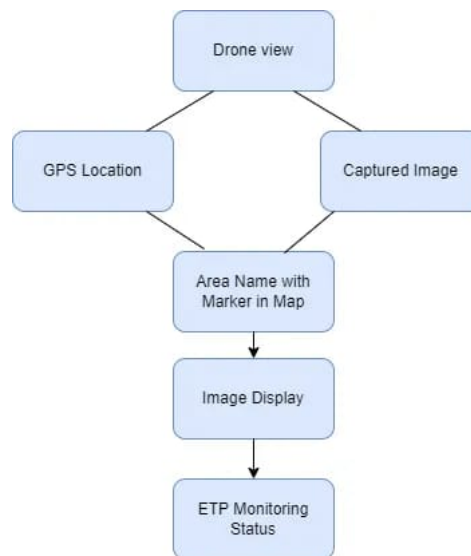 Drone view
GPS Location
Captured Image
Area Name with
Marker in Map
Image Display
ETP Monitoring
Status